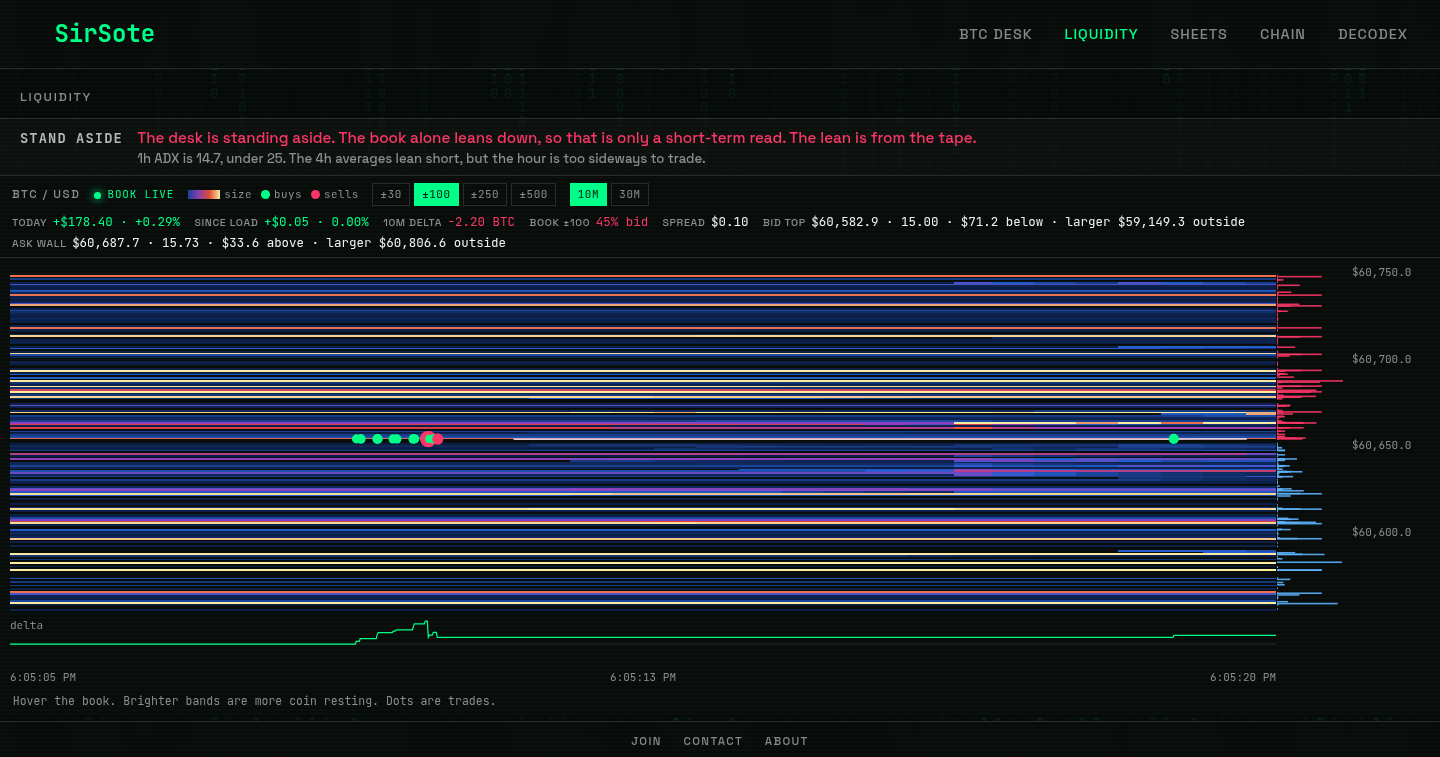 SirSote
BTC DESK LIQUIDITY SHEETS CHAIN DECODEX
LIQUIDITY
STAND ASIDE The desk is standing aside. The book alone leans down, so that is only a short-term read. The lean is from the tape.
1h ADX is 14.7, under 25. The 4h averages lean short, but the hour is too sideways to trade.
BTC / USD BOOK LIVE size buys sells ±30 ±100 ±250 ±500 10M 30M
TODAY +$178.40 · +0.29% SINCE LOAD +$0.05 · 0.00% 10M DELTA -2.20 BTC BOOK ±100 45% bid SPREAD $0.10 BID TOP $60,582.9 · 15.00 · $71.2 below · larger $59,149.3 outside
ASK WALL $60,687.7 · 15.73 · $33.6 above · larger $60,806.6 outside
$60,750.0
$60,700.0
$60,650.0
$60,600.0
delta
6:05:05 PM 6:05:13 PM 6:05:20 PM
Hover the book. Brighter bands are more coin resting. Dots are trades.
JOIN CONTACT ABOUT